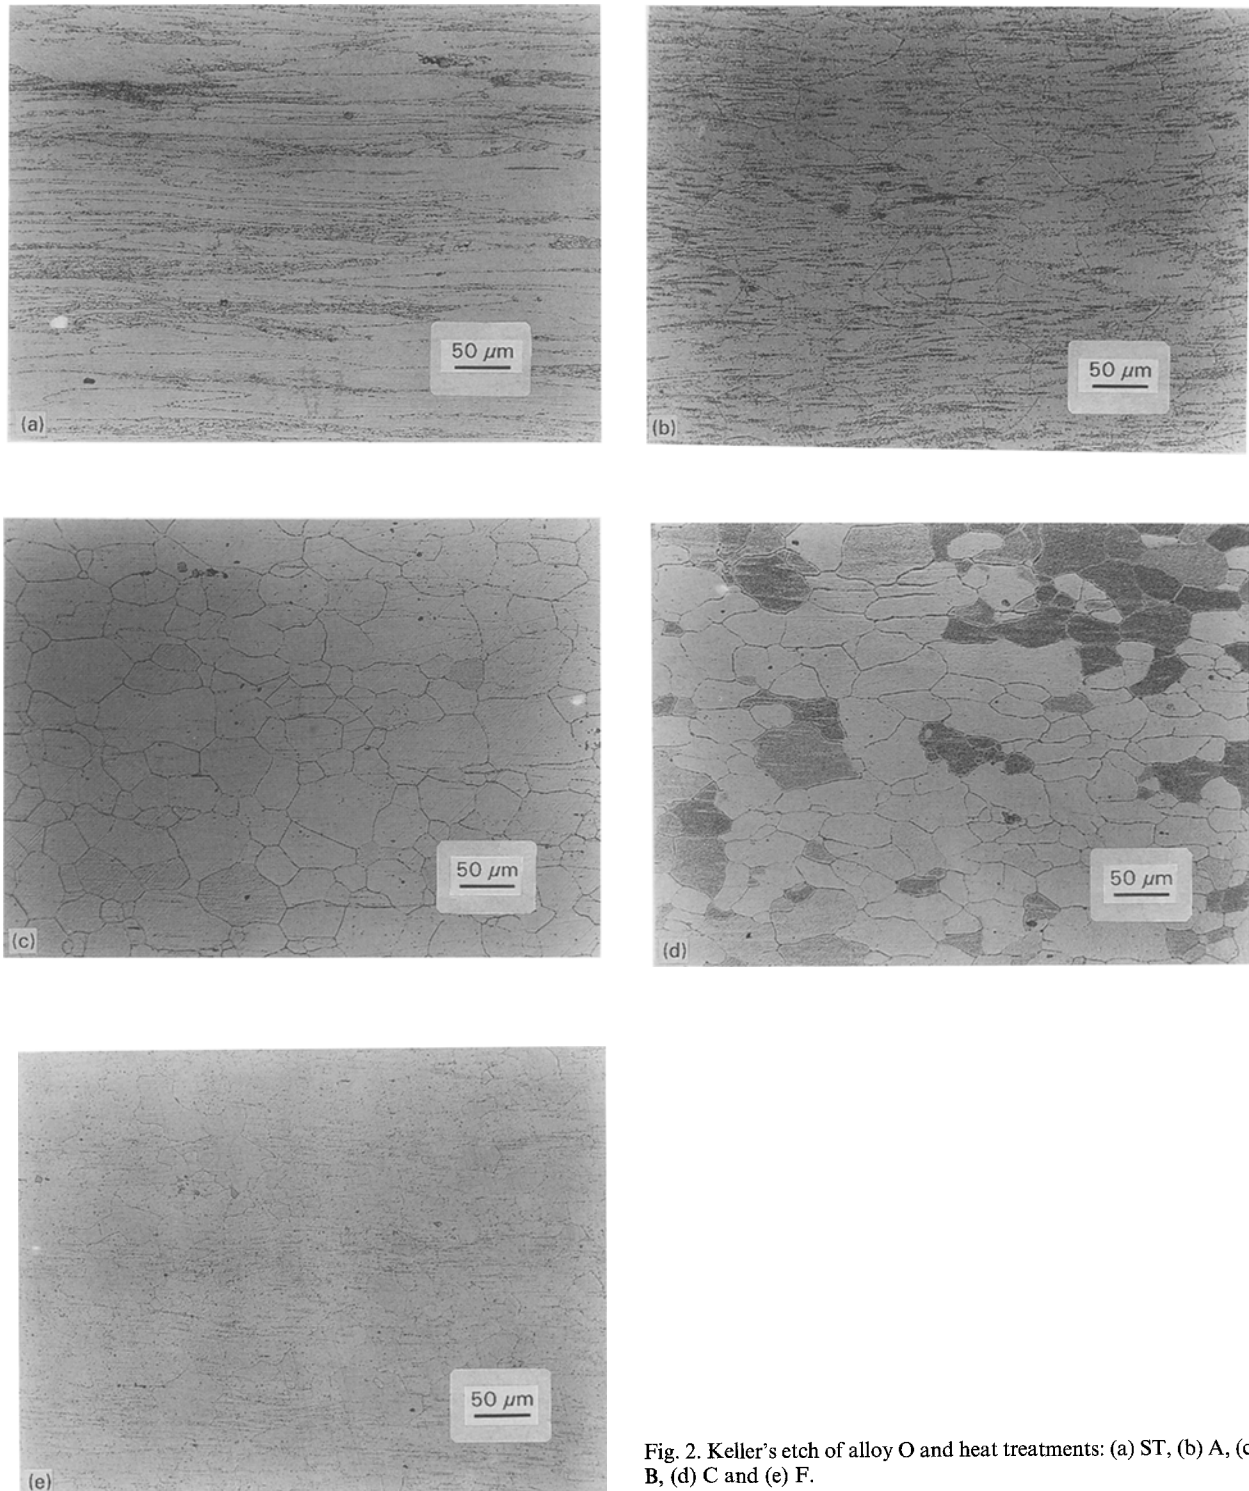 50 μm
(a)
50 μm
(b)
50 μm
(c)
50 μm
(d)
50 μm
(e)
Fig. 2. Keller's etch of alloy O and heat treatments: (a) ST, (b) A, (c
B, (d) C and (e) F.